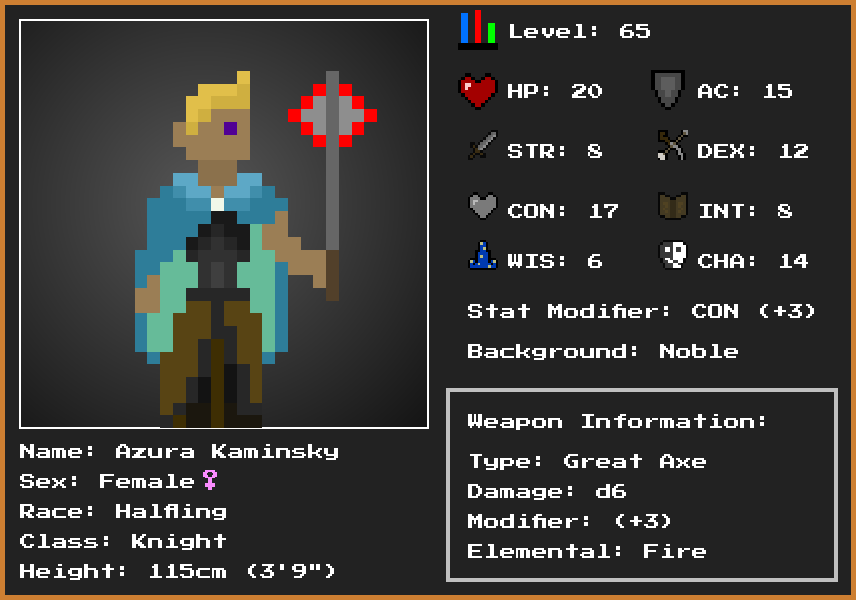 Level: 65
HP: 20
AC: 15
STR: 8
DEX: 12
CON: 17
INT: 8
WIS: 6
CHA: 14
Stat Modifier: CON (+3)
Background: Noble
Weapon Information:
Type: Great Axe
Damage: d6
Modifier: (+3)
Elemental: Fire
Name: Azura Kaminsky
Sex: Female♀
Race: Halfling
Class: Knight
Height: 115cm (3'9")